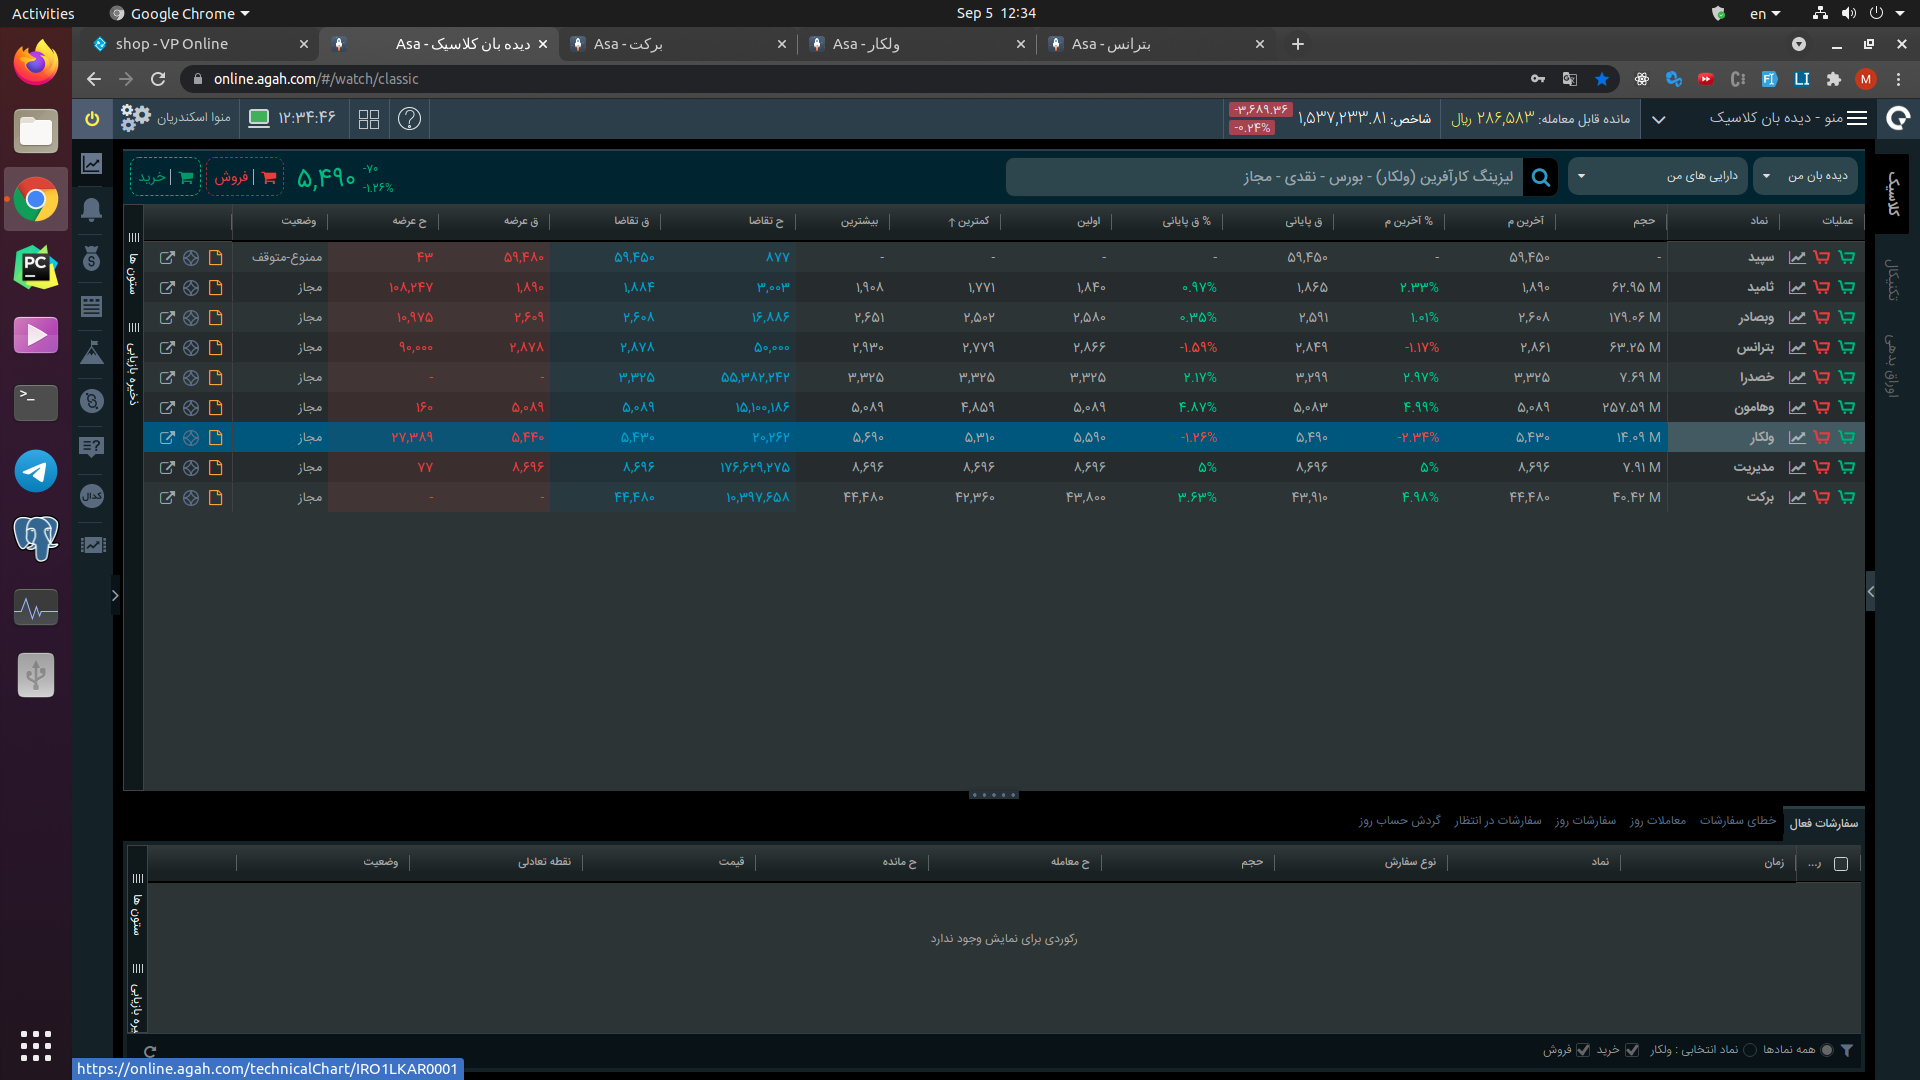 Activities
Google Chrome
Sep 5 12:34
en
shop - VP Online
Asa - دیده بان کلاسیک
Asa - برکت
Asa - ولکار
Asa - بترانس
online.agah.com/#/watch/classic
منو - دیده بان کلاسیک
مانده قابل معامله: ۲۸۶,۵۸۳ ریال
شاخص: ۱,۵۳۷,۲۳۳.۸۱
-۳,۶۸۹.۳۶
-۰.۲۴%
۱۲:۳۴:۴۶
منوا اسکندریان
دیده بان من
دارایی های من
لیزینگ کارآفرین (ولکار) - بورس - نقدی - مجاز
۵,۴۹۰
-۷۰
-۱.۲۶%
فروش
خرید
کلاسیک
تکنیکال
اوراق بدهی
ستون ها
ذخیره بازیابی
عملیات نماد حجم آخرین م % آخرین م ق پایانی % ق پایانی اولین کمترین بیشترین ح تقاضا ق تقاضا ق عرضه ح عرضه وضعیت
سپید - ۵۹,۴۵۰ - ۵۹,۴۵۰ - - - - ۸۷۷ ۵۹,۴۵۰ ۵۹,۴۸۰ ۴۳ ممنوع-متوقف
ثامید ۶۲.۹۵ M ۱,۸۹۰ ۲.۳۳% ۱,۸۶۵ ۰.۹۷% ۱,۸۴۰ ۱,۷۷۱ ۱,۹۰۸ ۳,۰۰۳ ۱,۸۸۴ ۱,۸۹۰ ۱۰۸,۲۴۷ مجاز
وبصادر ۱۷۹.۰۶ M ۲,۶۰۸ ۱.۰۱% ۲,۵۹۱ ۰.۳۵% ۲,۵۸۰ ۲,۵۰۲ ۲,۶۵۱ ۱۶,۸۸۶ ۲,۶۰۸ ۲,۶۰۹ ۱۰,۹۷۵ مجاز
بترانس ۶۳.۲۵ M ۲,۸۶۱ -۱.۱۷% ۲,۸۴۹ -۱.۵۹% ۲,۸۶۶ ۲,۷۷۹ ۲,۹۳۰ ۵۰,۰۰۰ ۲,۸۷۸ ۲,۸۷۸ ۹۰,۰۰۰ مجاز
خصدرا ۷.۶۹ M ۳,۳۲۵ ۲.۹۷% ۳,۲۹۹ ۲.۱۷% ۳,۳۲۵ ۳,۳۲۵ ۳,۳۲۵ ۵۵,۳۸۲,۲۴۲ ۳,۳۲۵ - - مجاز
وهامون ۲۵۷.۵۹ M ۵,۰۸۹ ۴.۹۹% ۵,۰۸۳ ۴.۸۷% ۵,۰۸۹ ۴,۸۵۹ ۵,۰۸۹ ۱۵,۱۰۰,۱۸۶ ۵,۰۸۹ ۵,۰۸۹ ۱۶۰ مجاز
ولکار ۱۴.۰۹ M ۵,۴۳۰ -۲.۳۴% ۵,۴۹۰ -۱.۲۶% ۵,۵۹۰ ۵,۳۱۰ ۵,۶۹۰ ۲۰,۲۶۲ ۵,۴۳۰ ۵,۴۴۰ ۲۷,۳۸۹ مجاز
مدیریت ۷.۹۱ M ۸,۶۹۶ ۵% ۸,۶۹۶ ۵% ۸,۶۹۶ ۸,۶۹۶ ۸,۶۹۶ ۱۷۶,۶۲۹,۲۷۵ ۸,۶۹۶ ۸,۶۹۶ ۷۷ مجاز
برکت ۴۰.۴۲ M ۴۴,۴۸۰ ۴.۹۸% ۴۳,۹۱۰ ۳.۶۳% ۴۳,۸۰۰ ۴۲,۳۶۰ ۴۴,۴۸۰ ۱۰,۳۹۷,۶۵۸ ۴۴,۴۸۰ - - مجاز
کدال
سفارشات فعال خطای سفارشات معاملات روز سفارشات روز سفارشات در انتظار گردش حساب روز
ر... زمان نماد نوع سفارش حجم ح معامله ح مانده قیمت نقطه تعادلی وضعیت
رکوردی برای نمایش وجود ندارد
ستون ها
همه نمادها نماد انتخابی : ولکار خرید فروش
https://online.agah.com/technicalChart/IRO1LKAR0001